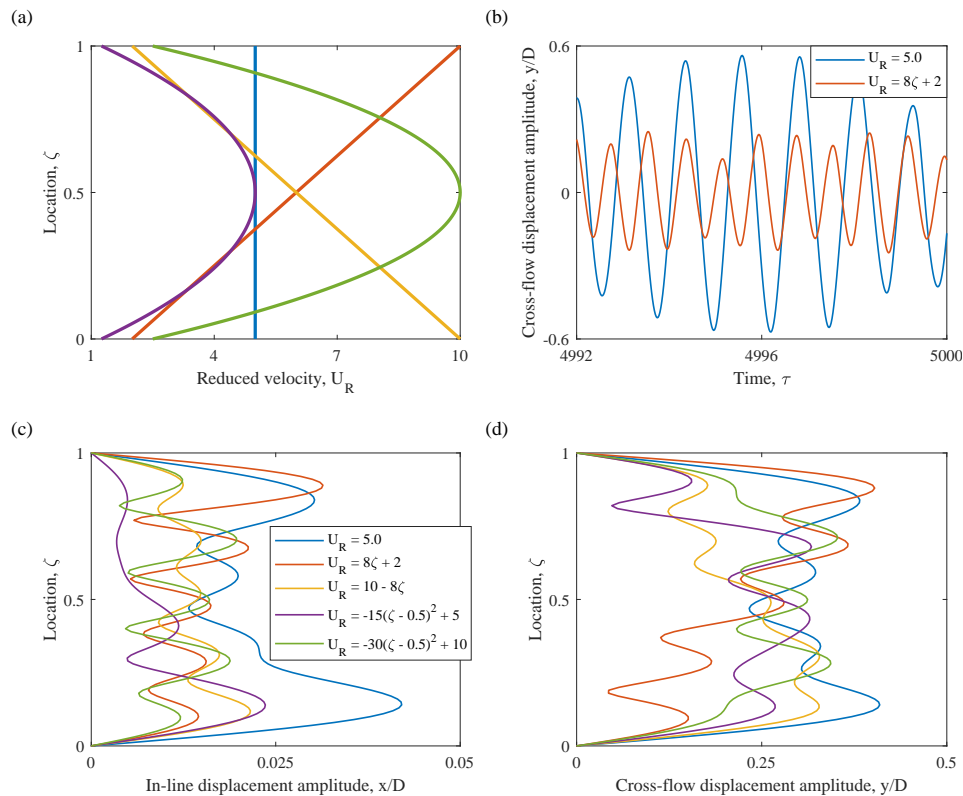 (a)
Location, ζ
1
0.5
0
1 4 7 10
Reduced velocity, U_R
(b)
Cross-flow displacement amplitude, y/D
0.6
0
-0.6
4992 4996 5000
Time, τ
U_R = 5.0
U_R = 8ζ + 2
(c)
Location, ζ
1
0.5
0
0 0.025 0.05
In-line displacement amplitude, x/D
U_R = 5.0
U_R = 8ζ + 2
U_R = 10 - 8ζ
U_R = -15(ζ - 0.5)² + 5
U_R = -30(ζ - 0.5)² + 10
(d)
Location, ζ
1
0.5
0
0 0.25 0.5
Cross-flow displacement amplitude, y/D